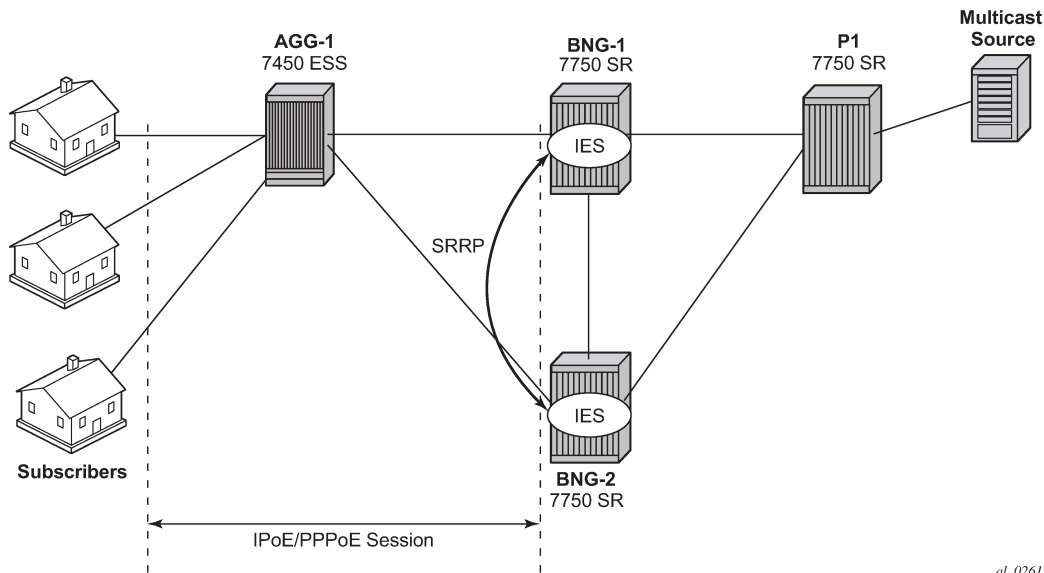 AGG-1
7450 ESS
BNG-1
7750 SR
P1
7750 SR
Multicast
Source
IES
SRRP
IES
Subscribers
BNG-2
7750 SR
IPoE/PPPoE Session
al_0261